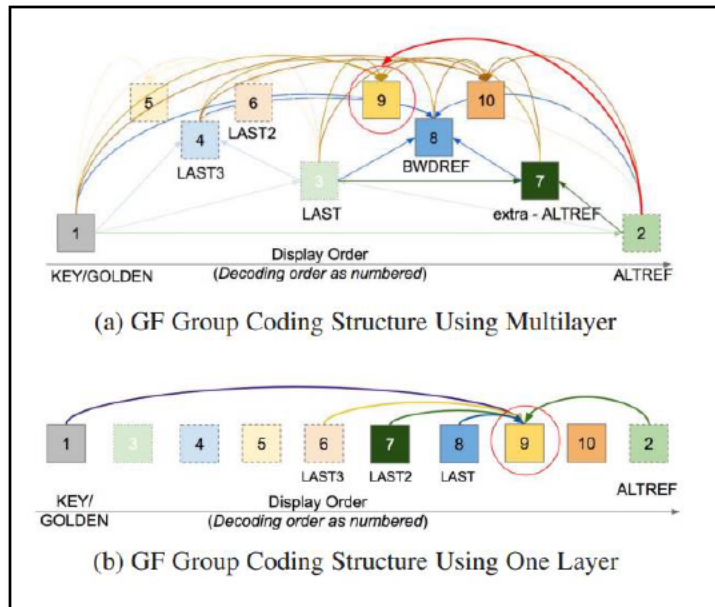 5
6
9
10
4
LAST2
8
LAST3
BWDREF
3
LAST
7
extra - ALTREF
1
2
Display Order
KEY/GOLDEN
(Decoding order as numbered)
ALTREF
(a) GF Group Coding Structure Using Multilayer
1
3
4
5
6
7
8
9
10
2
LAST3
LAST2
LAST
ALTREF
KEY/
GOLDEN
Display Order
(Decoding order as numbered)
(b) GF Group Coding Structure Using One Layer